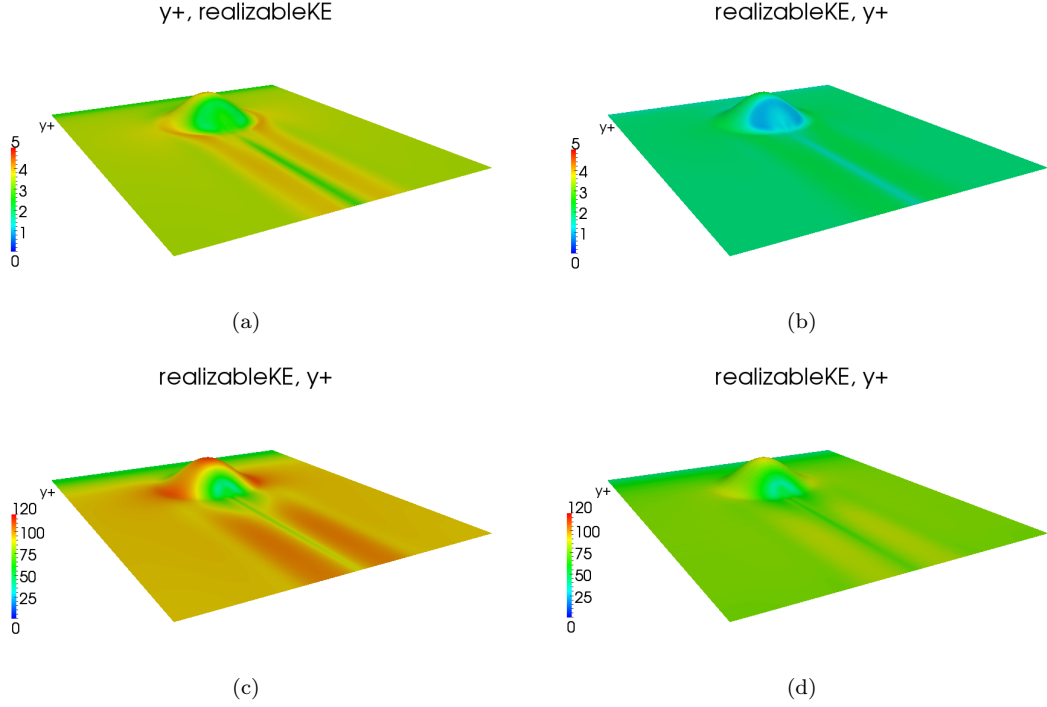 y+, realizableKE
y+
5
4
3
2
1
0
(a)
realizableKE, y+
y+
5
4
3
2
1
0
(b)
realizableKE, y+
y+
120
100
75
50
25
0
(c)
realizableKE, y+
y+
120
100
75
50
25
0
(d)